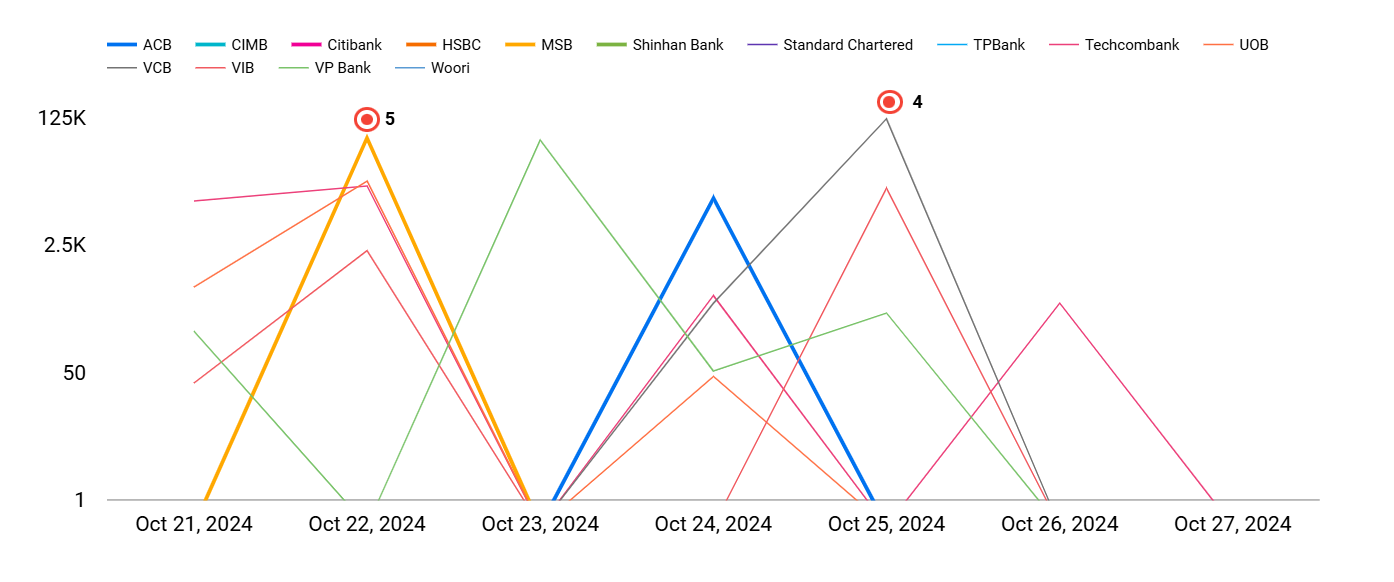 ACB CIMB Citibank HSBC MSB Shinhan Bank Standard Chartered TPBank Techcombank UOB
VCB VIB VP Bank Woori
4
125K 5
2.5K
50
1
Oct 21, 2024 Oct 22, 2024 Oct 23, 2024 Oct 24, 2024 Oct 25, 2024 Oct 26, 2024 Oct 27, 2024